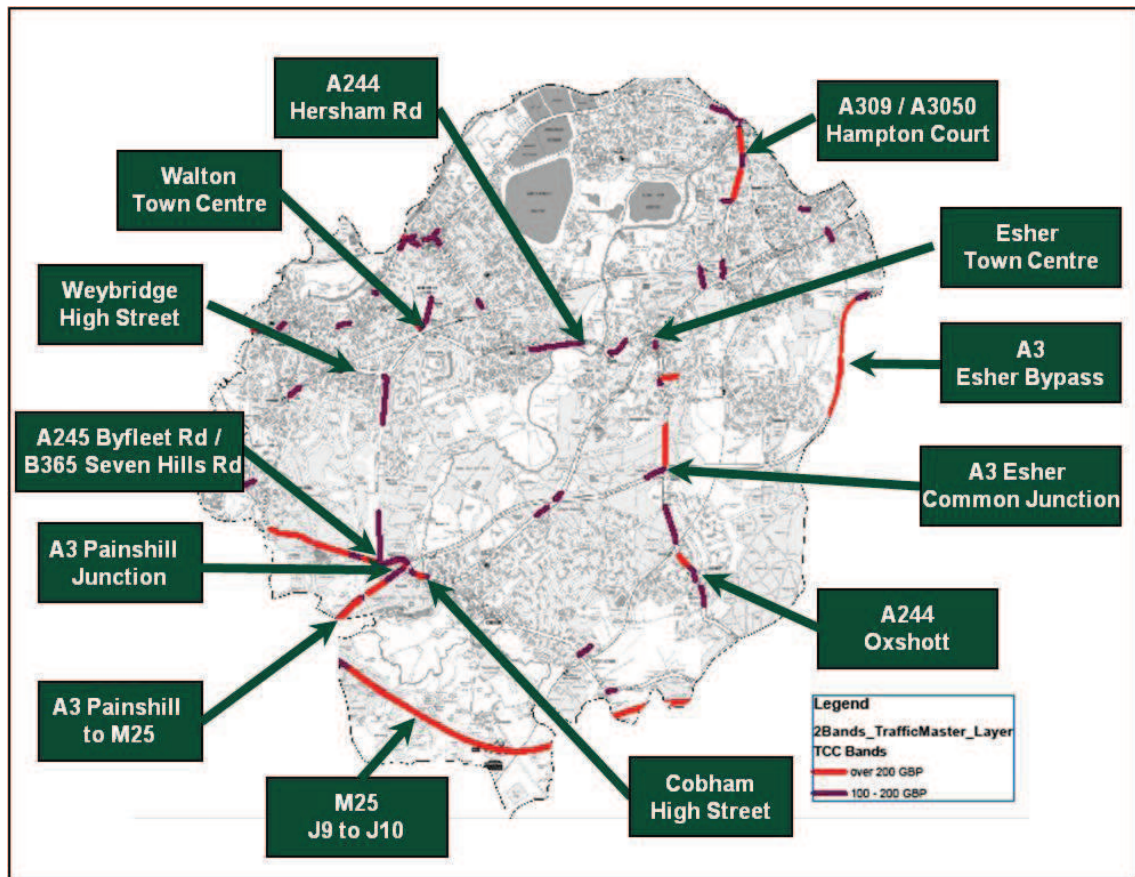 A244
Hersham Rd
A309 / A3050
Hampton Court
Walton
Town Centre
Esher
Town Centre
Weybridge
High Street
A3
Esher Bypass
A245 Byfleet Rd /
B365 Seven Hills Rd
A3 Esher
Common Junction
A3 Painshill
Junction
A244
Oxshott
A3 Painshill
to M25
M25
J9 to J10
Cobham
High Street
Legend
2Bands_TrafficMaster_Layer
TCC Bands
over 200 GBP
100 - 200 GBP